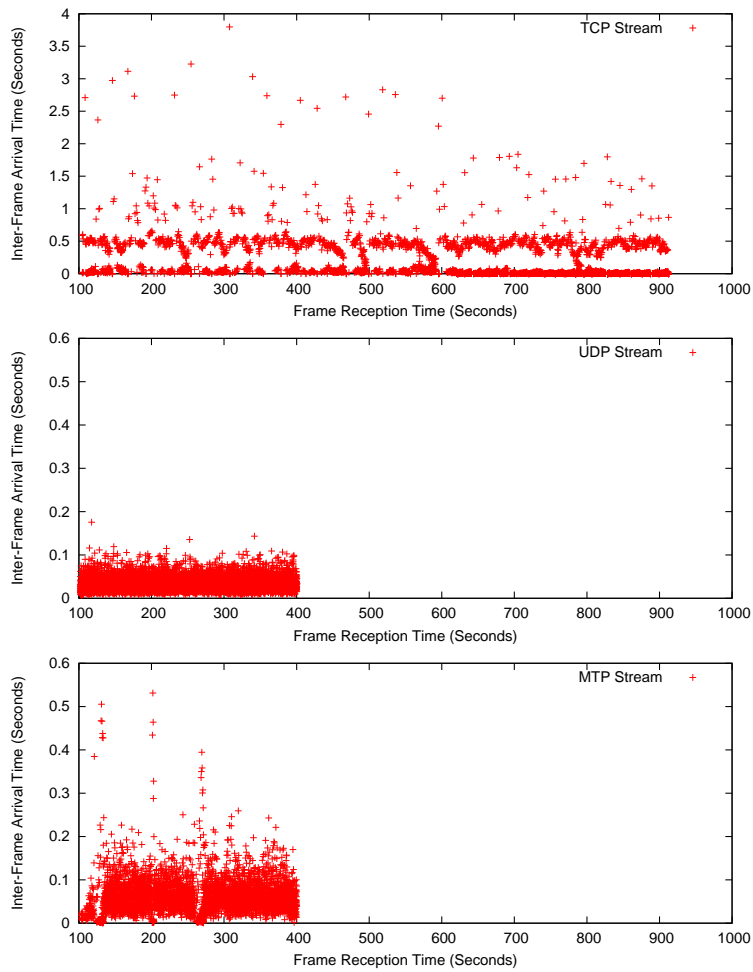 Inter-Frame Arrival Time (Seconds)
4
3.5
3
2.5
2
1.5
1
0.5
0
TCP Stream
100 200 300 400 500 600 700 800 900 1000
Frame Reception Time (Seconds)
Inter-Frame Arrival Time (Seconds)
0.6
0.5
0.4
0.3
0.2
0.1
0
UDP Stream
100 200 300 400 500 600 700 800 900 1000
Frame Reception Time (Seconds)
Inter-Frame Arrival Time (Seconds)
0.6
0.5
0.4
0.3
0.2
0.1
0
MTP Stream
100 200 300 400 500 600 700 800 900 1000
Frame Reception Time (Seconds)